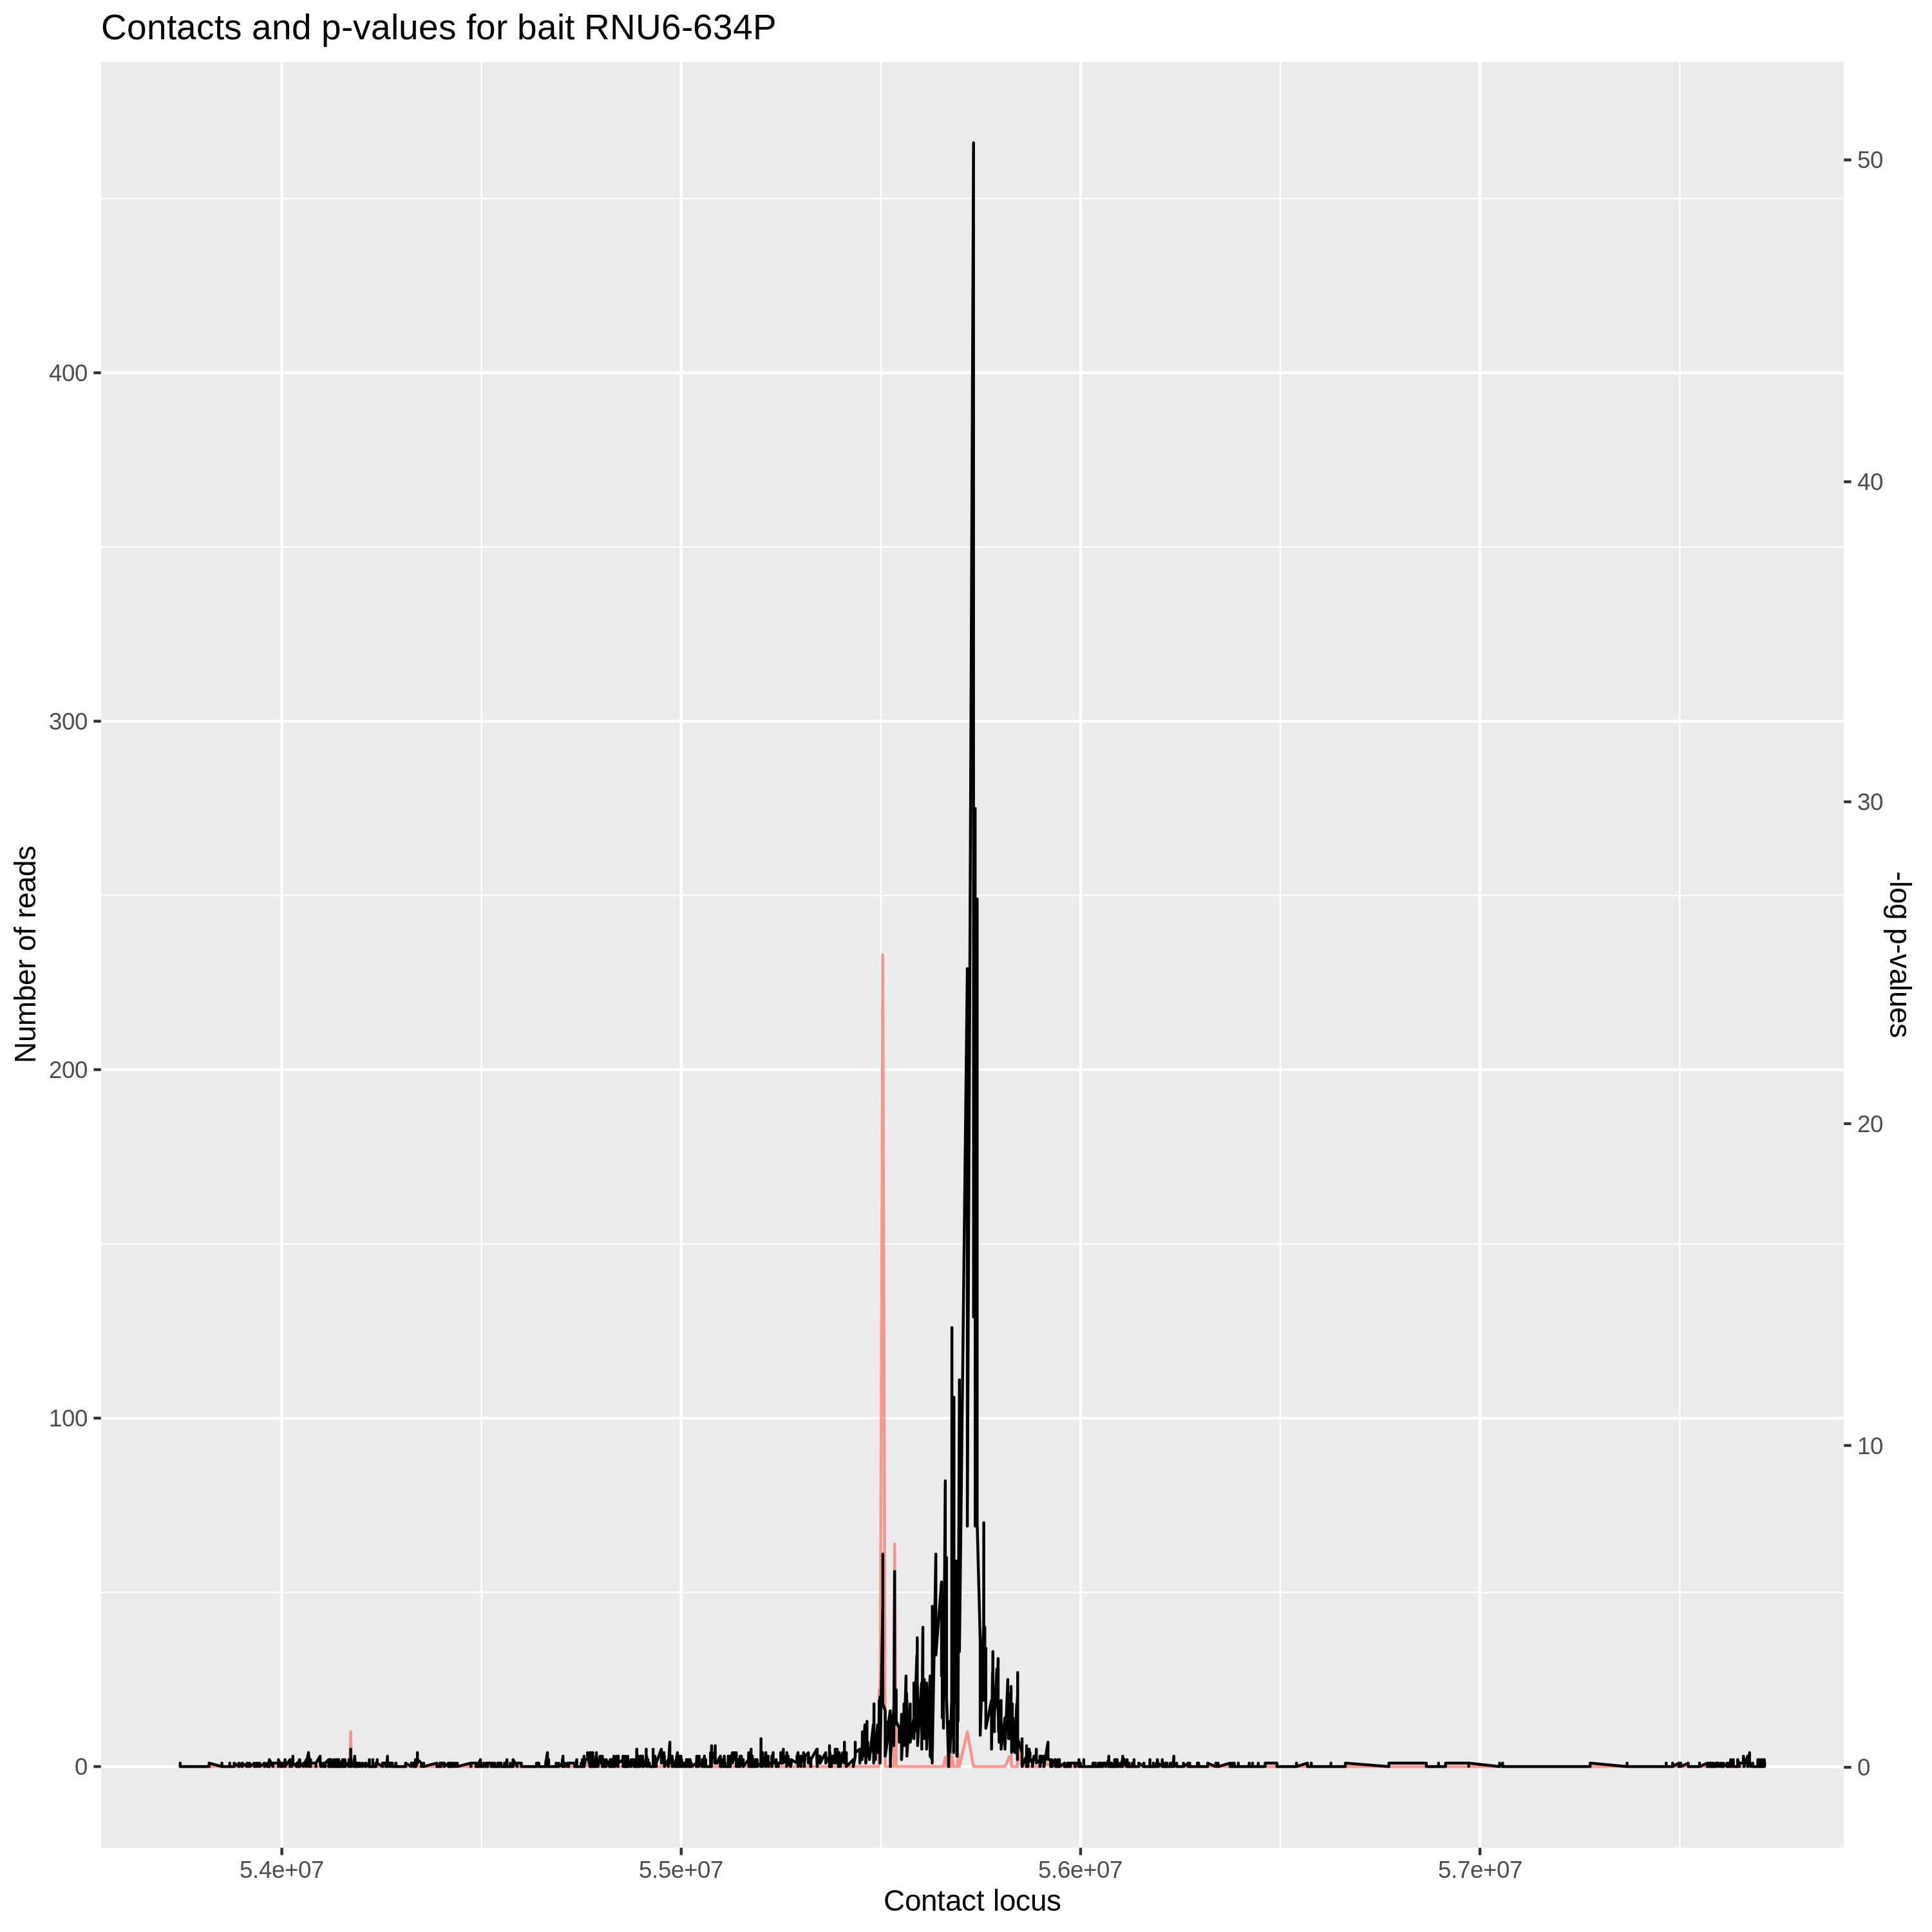 Contacts and p-values for bait RNU6-634P
Number of reads
400
300
200
100
0
50
40
30
20
10
0
-log p-values
5.4e+07 5.5e+07 5.6e+07 5.7e+07
Contact locus